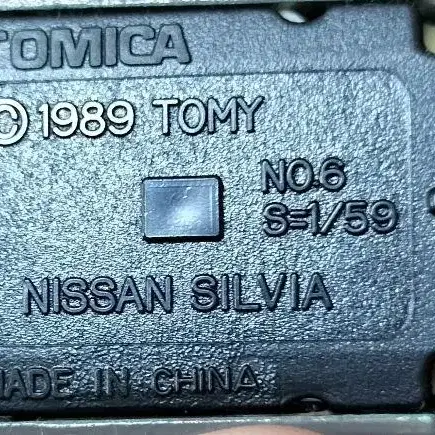 TOMICA
© 1989 TOMY
NO.6
S=1/59
NISSAN SILVIA
MADE IN CHINA